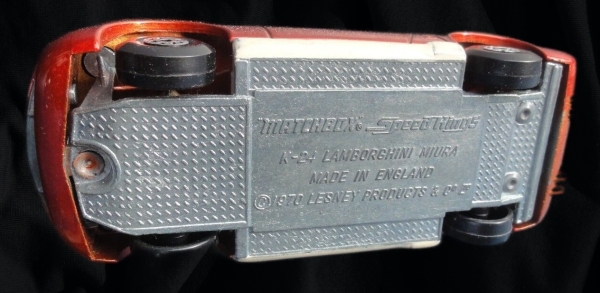 MATCHBOX® Speed Kings
K-24 LAMBORGHINI MIURA
MADE IN ENGLAND
© 1970 LESNEY PRODUCTS & Co LTD